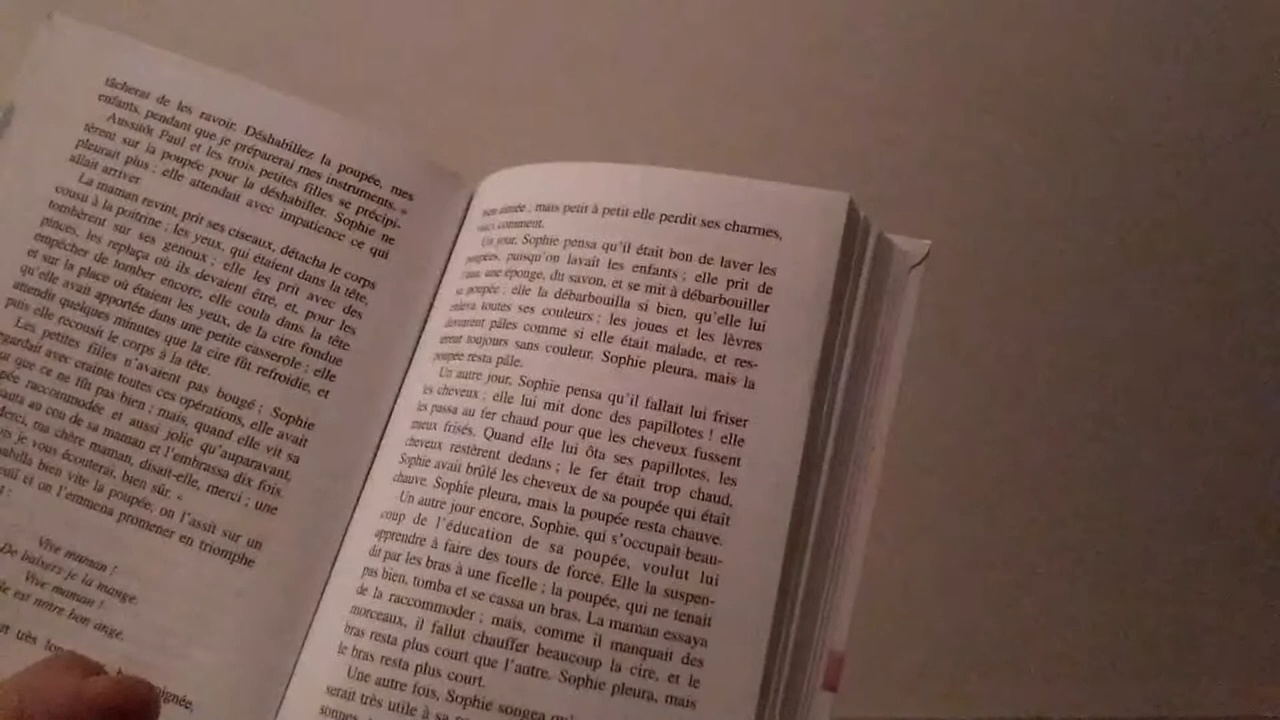 tâcherai de les ravoir. Déshabillez la poupée, mes
enfants, pendant que je préparerai mes instruments. »
Aussitôt Paul et les trois petites filles se précipi-
tèrent sur la poupée pour la déshabiller. Sophie ne
pleurait plus ; elle attendait avec impatience ce qui
allait arriver.
La maman revint, prit ses ciseaux, détacha le corps
cousu à la poitrine ; les yeux, qui étaient dans la tête,
tombèrent sur ses genoux ; elle les prit avec des
pinces, les replaça où ils devaient être, et, pour les
empêcher de tomber encore, elle coula dans la tête
et sur la place où étaient les yeux, de la cire fondue
qu'elle avait apportée dans une petite casserole ; elle
attendit quelques minutes que la cire fût refroidie, et
puis elle recousit le corps à la tête.
Les petites filles n'avaient pas bougé ; Sophie
regardait avec crainte toutes ces opérations, elle avait
que ce ne fût pas bien ; mais, quand elle vit sa
raccommodée et aussi jolie qu'auparavant,
sauta au cou de sa maman et l'embrassa dix fois.
Merci, ma chère maman, disait-elle, merci ; une
je vous écouterai, bien sûr. »
bien vite la poupée, on l'assit sur un
et on l'emmena promener en triomphe
:
Vive maman !
De baisers je la mange.
Vive maman !
est notre bon ange.
très
aimée ; mais petit à petit elle perdit ses charmes,
comment.
Un jour, Sophie pensa qu'il était bon de laver les
poupées, puisqu'on lavait les enfants ; elle prit de
l'eau, une éponge, du savon, et se mit à débarbouiller
sa poupée ; elle la débarbouilla si bien, qu'elle lui
enleva toutes ses couleurs ; les joues et les lèvres
devinrent pâles comme si elle était malade, et res-
tèrent toujours sans couleur. Sophie pleura, mais la
poupée resta pâle.
Un autre jour, Sophie pensa qu'il fallait lui friser
les cheveux ; elle lui mit donc des papillotes ! elle
les passa au fer chaud pour que les cheveux fussent
mieux frisés. Quand elle lui ôta ses papillotes, les
cheveux restèrent dedans ; le fer était trop chaud,
Sophie avait brûlé les cheveux de sa poupée qui était
chauve. Sophie pleura, mais la poupée resta chauve.
Un autre jour encore, Sophie, qui s'occupait beau-
coup de l'éducation de sa poupée, voulut lui
apprendre à faire des tours de force. Elle la suspen-
dit par les bras à une ficelle ; la poupée, qui ne tenait
pas bien, tomba et se cassa un bras. La maman essaya
de la raccommoder ; mais, comme il manquait des
morceaux, il fallut chauffer beaucoup la cire, et le
bras resta plus court que l'autre. Sophie pleura, mais
le bras resta plus court.
Une autre fois, Sophie songea
serait très utile à sa